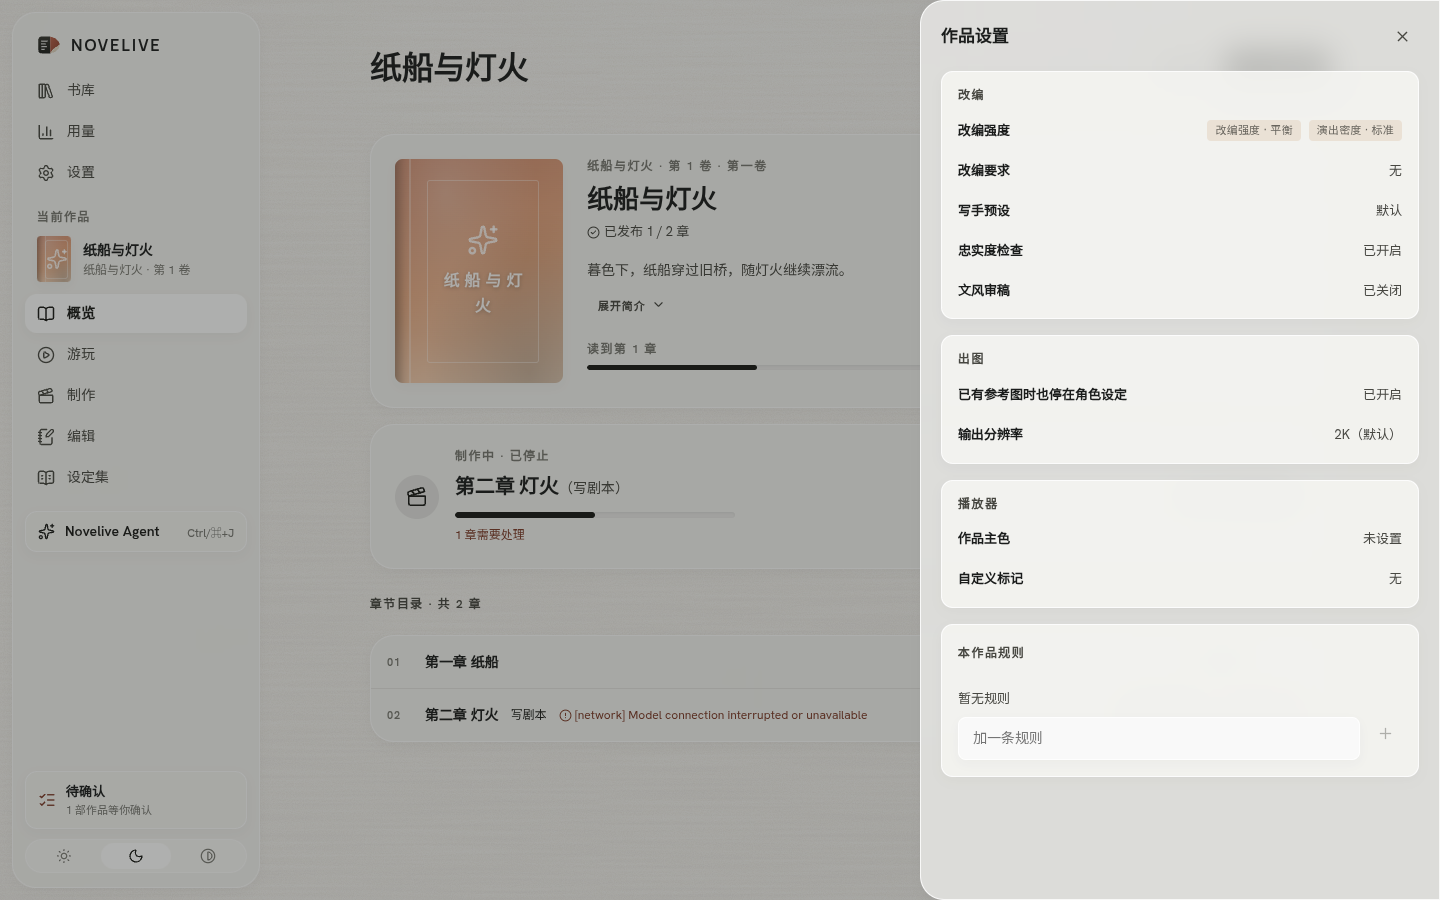 NOVELIVE
书库
用量
设置
当前作品
纸船与灯火
纸船与灯火 · 第 1 卷
概览
游玩
制作
编辑
设定集
Novelive Agent
Ctrl/⌘+J
待确认
1 部作品等你确认
纸船与灯火
纸船与灯
火
纸船与灯火 · 第 1 卷 · 第一卷
纸船与灯火
已发布 1 / 2 章
暮色下，纸船穿过旧桥，随灯火继续漂流。
展开简介
读到第 1 章
制作中 · 已停止
第二章 灯火（写剧本）
1 章需要处理
章节目录 · 共 2 章
01 第一章 纸船
02 第二章 灯火 写剧本 [network] Model connection interrupted or unavailable
作品设置
改编
改编强度 改编强度 · 平衡 演出密度 · 标准
改编要求 无
写手预设 默认
忠实度检查 已开启
文风审稿 已关闭
出图
已有参考图时也停在角色设定 已开启
输出分辨率 2K（默认）
播放器
作品主色 未设置
自定义标记 无
本作品规则
暂无规则
加一条规则